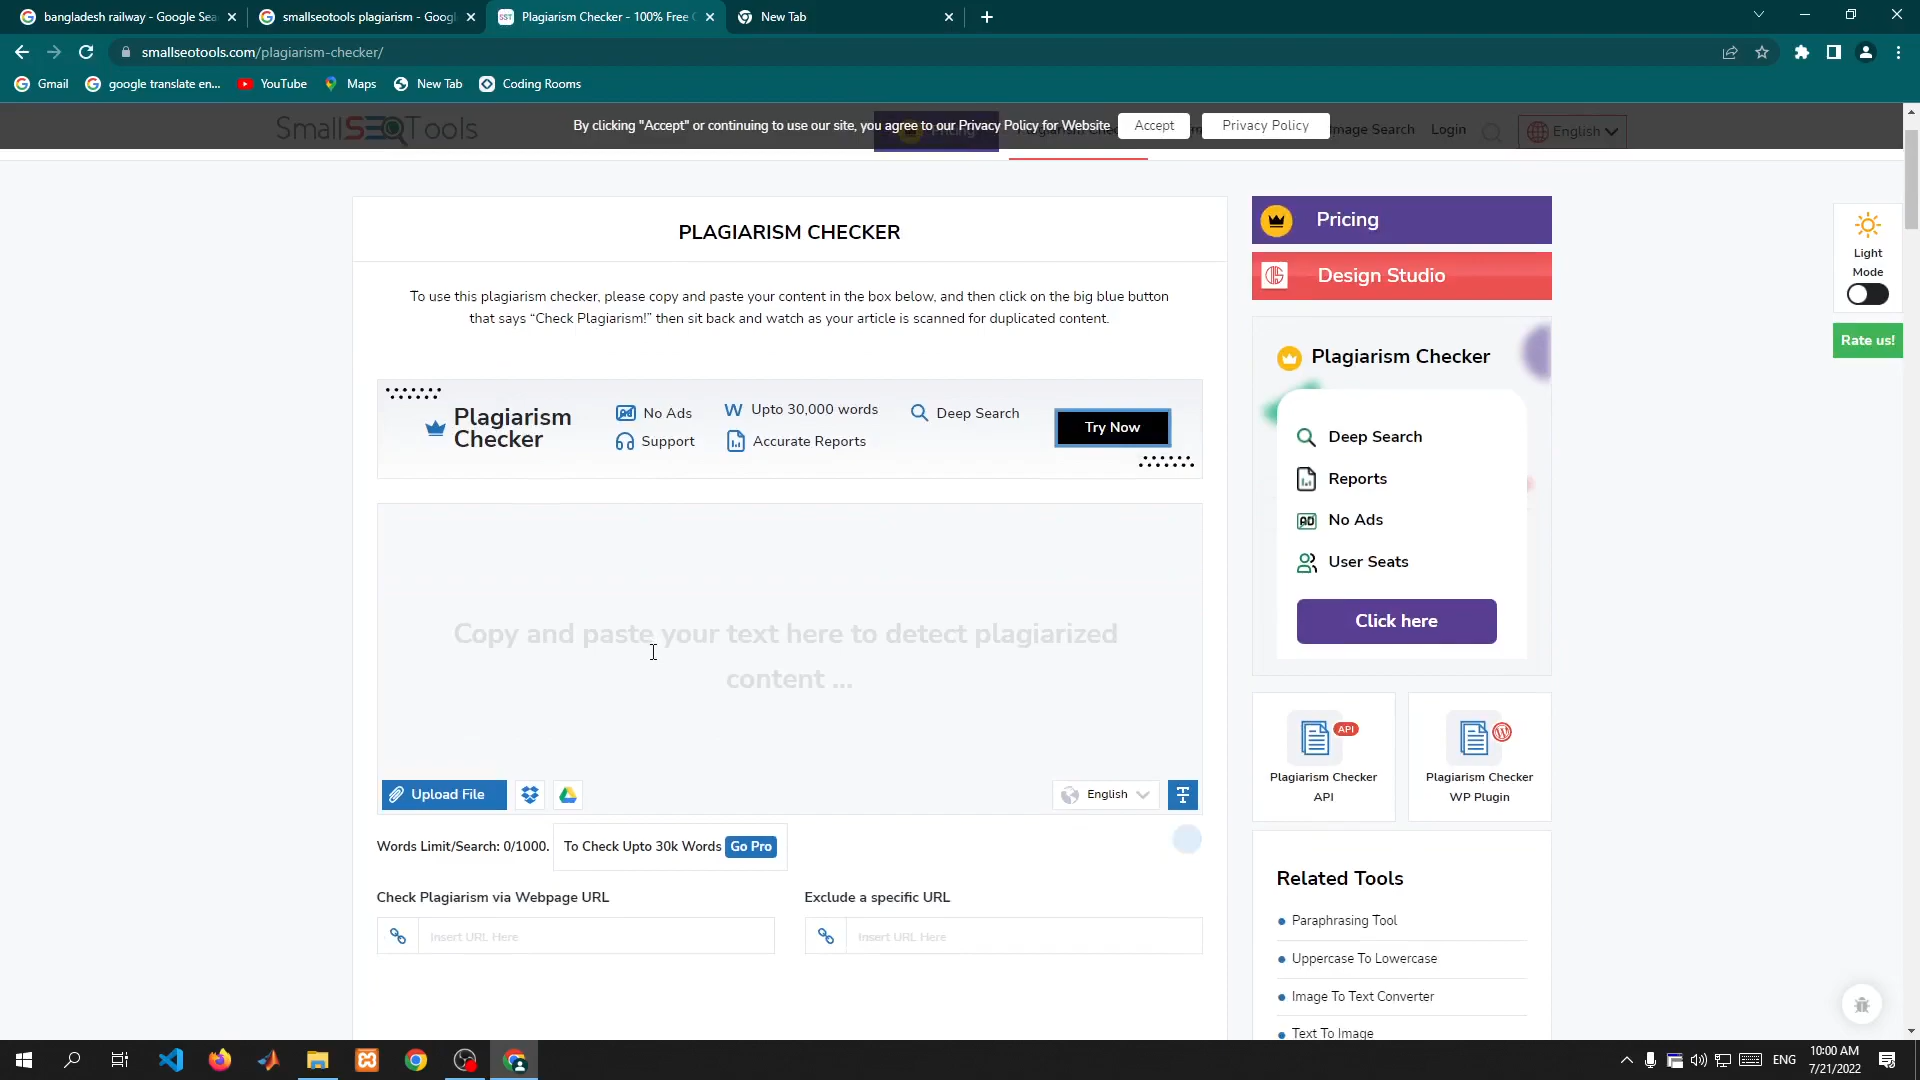 bangladesh railway - Google Sea
smallseotools plagiarism - Googl
SST
Plagiarism Checker - 100% Free
New Tab
smallseotools.com/plagiarism-checker/
Gmail
google translate en...
YouTube
Maps
New Tab
Coding Rooms
SmallSEOTools
By clicking "Accept" or continuing to use our site, you agree to our Privacy Policy for Website
Accept
Privacy Policy
Image Search
Login
English
PLAGIARISM CHECKER
To use this plagiarism checker, please copy and paste your content in the box below, and then click on the big blue button
that says “Check Plagiarism!” then sit back and watch as your article is scanned for duplicated content.
Plagiarism
Checker
No Ads
Upto 30,000 words
Deep Search
Support
Accurate Reports
Try Now
Copy and paste your text here to detect plagiarized
content ...
Upload File
English
Words Limit/Search: 0/1000.
To Check Upto 30k Words Go Pro
Check Plagiarism via Webpage URL
Exclude a specific URL
Insert URL Here
Insert URL Here
Pricing
Design Studio
Plagiarism Checker
Deep Search
Reports
AD
No Ads
User Seats
Click here
API
Plagiarism Checker
API
Plagiarism Checker
WP Plugin
Related Tools
Paraphrasing Tool
Uppercase To Lowercase
Image To Text Converter
Text To Image
Light
Mode
Rate us!
ENG
10:00 AM
7/21/2022